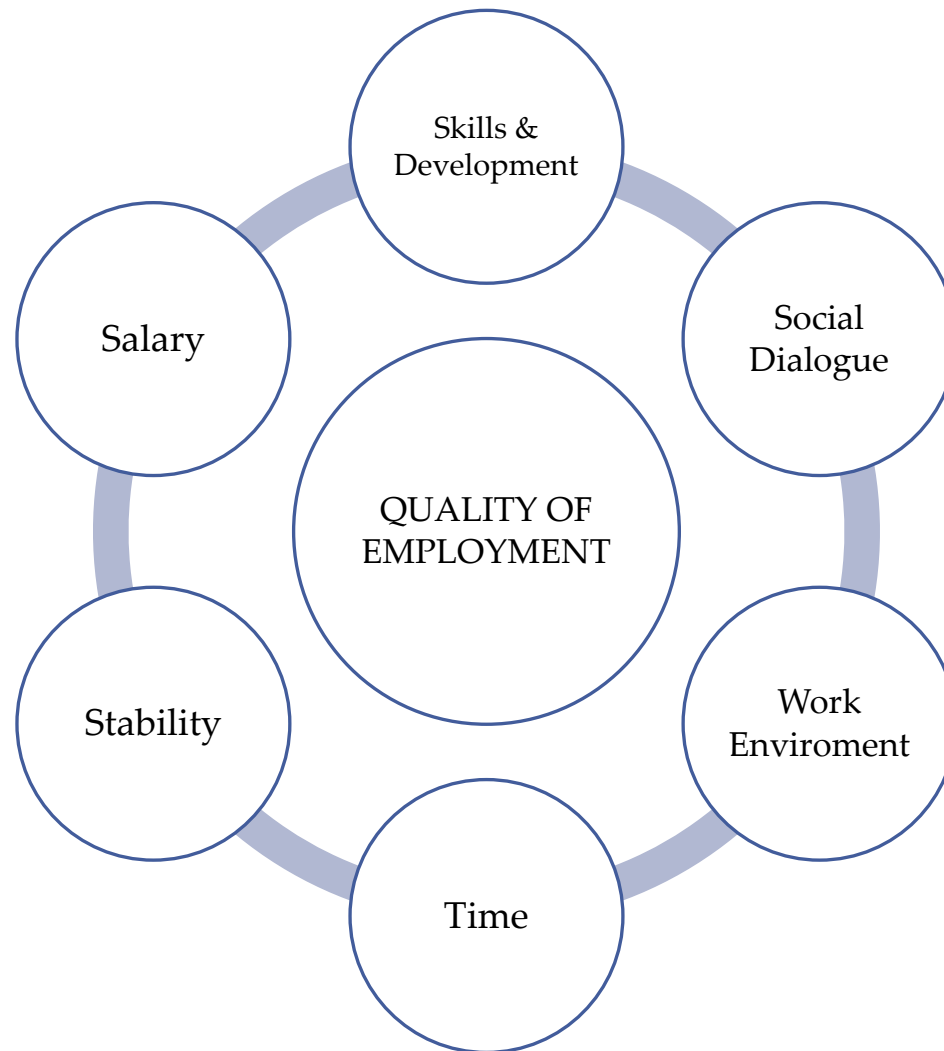 Skills &
Development
Social
Dialogue
Salary
QUALITY OF
EMPLOYMENT
Work
Enviroment
Stability
Time